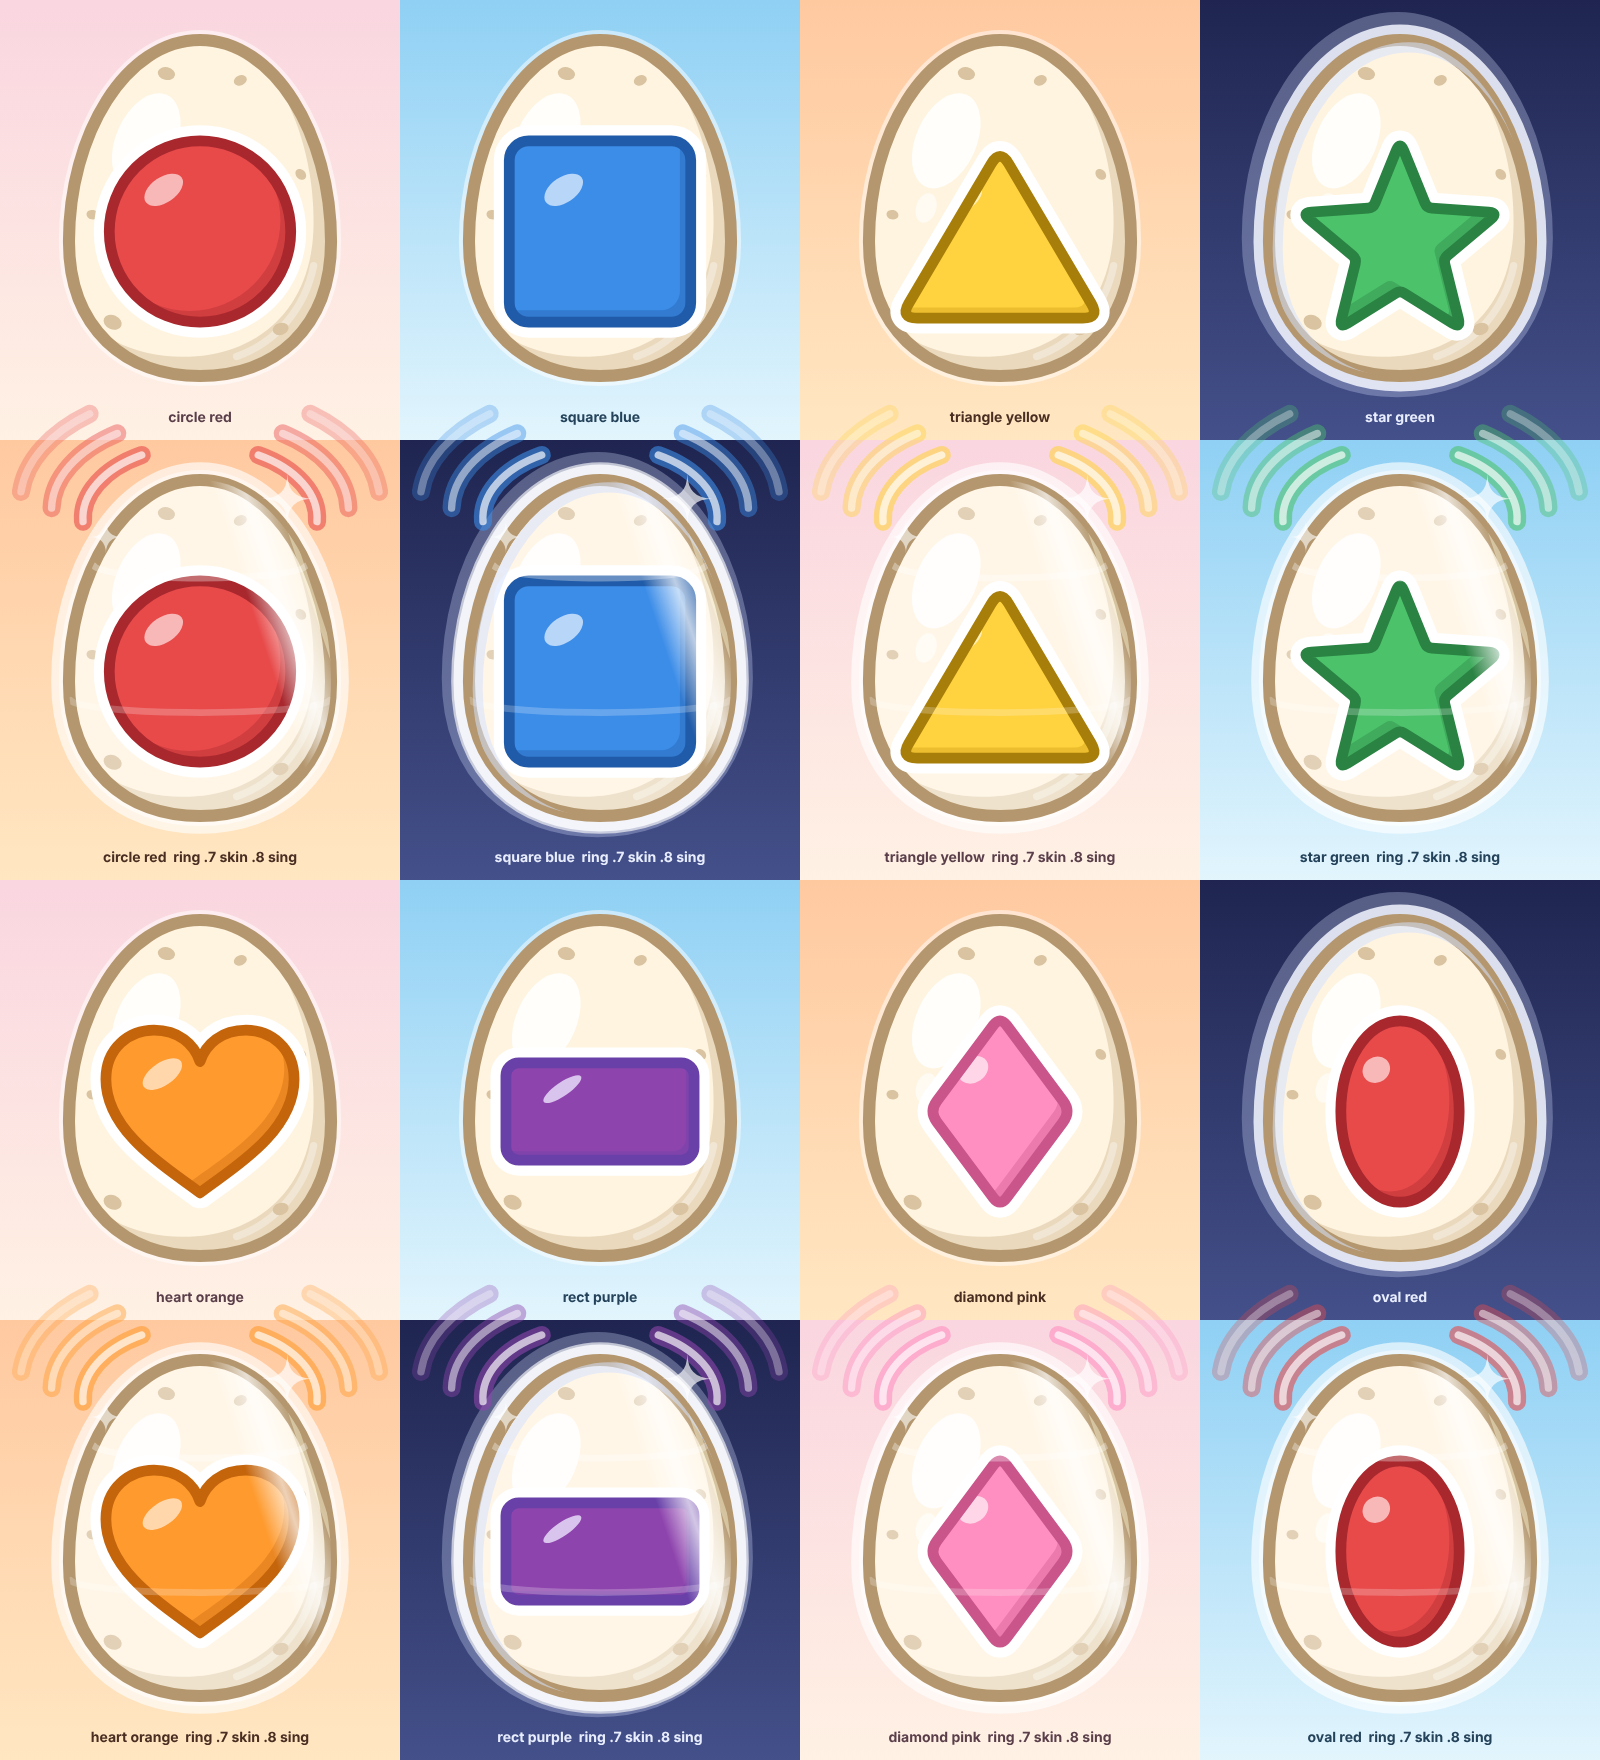 circle red
square blue
triangle yellow
star green
circle red ring .7 skin .8 sing
square blue ring .7 skin .8 sing
triangle yellow ring .7 skin .8 sing
star green ring .7 skin .8 sing
heart orange
rect purple
diamond pink
oval red
heart orange ring .7 skin .8 sing
rect purple ring .7 skin .8 sing
diamond pink ring .7 skin .8 sing
oval red ring .7 skin .8 sing